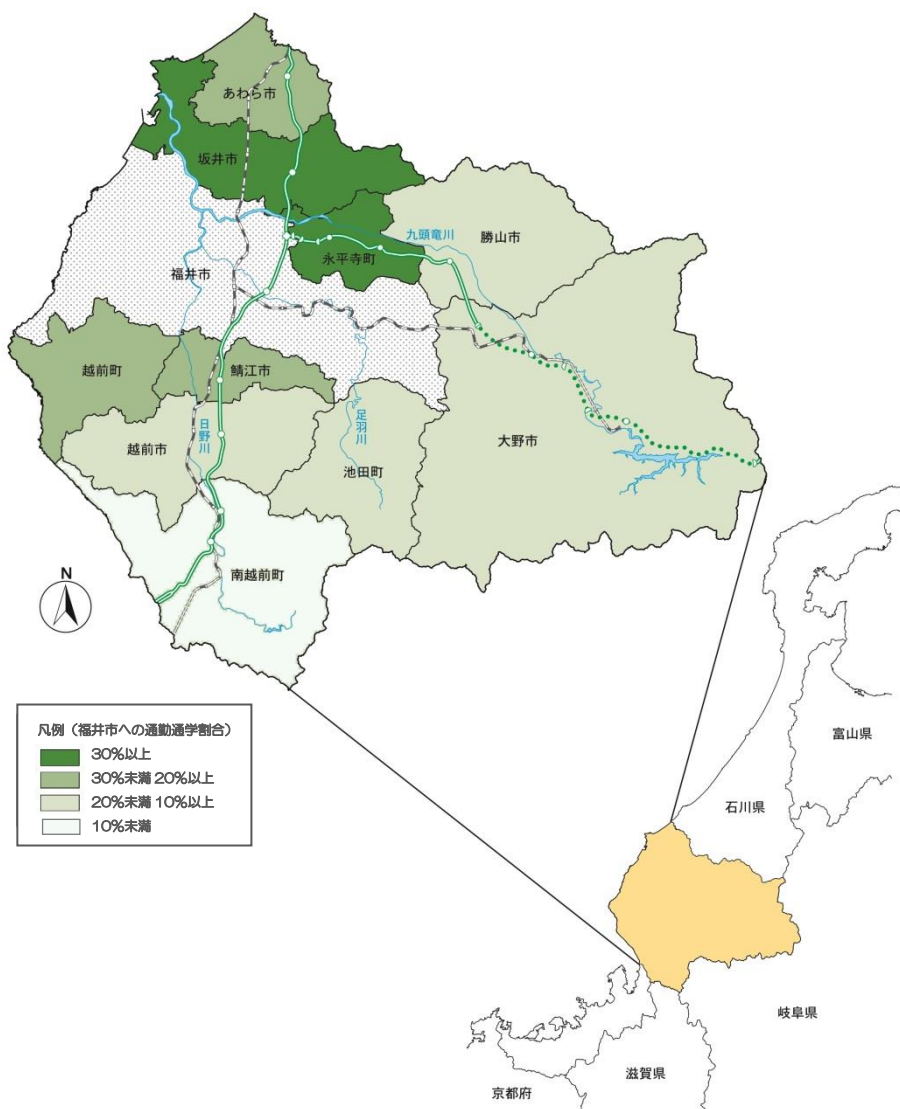 あわら市
坂井市
九頭竜川
勝山市
永平寺町
福井市
越前町
鯖江市
日野川
足羽川
越前市
大野市
池田町
N
南越前町
凡例（福井市への通勤通学割合）
30%以上
30%未満 20%以上
20%未満 10%以上
10%未満
富山県
石川県
岐阜県
滋賀県
京都府